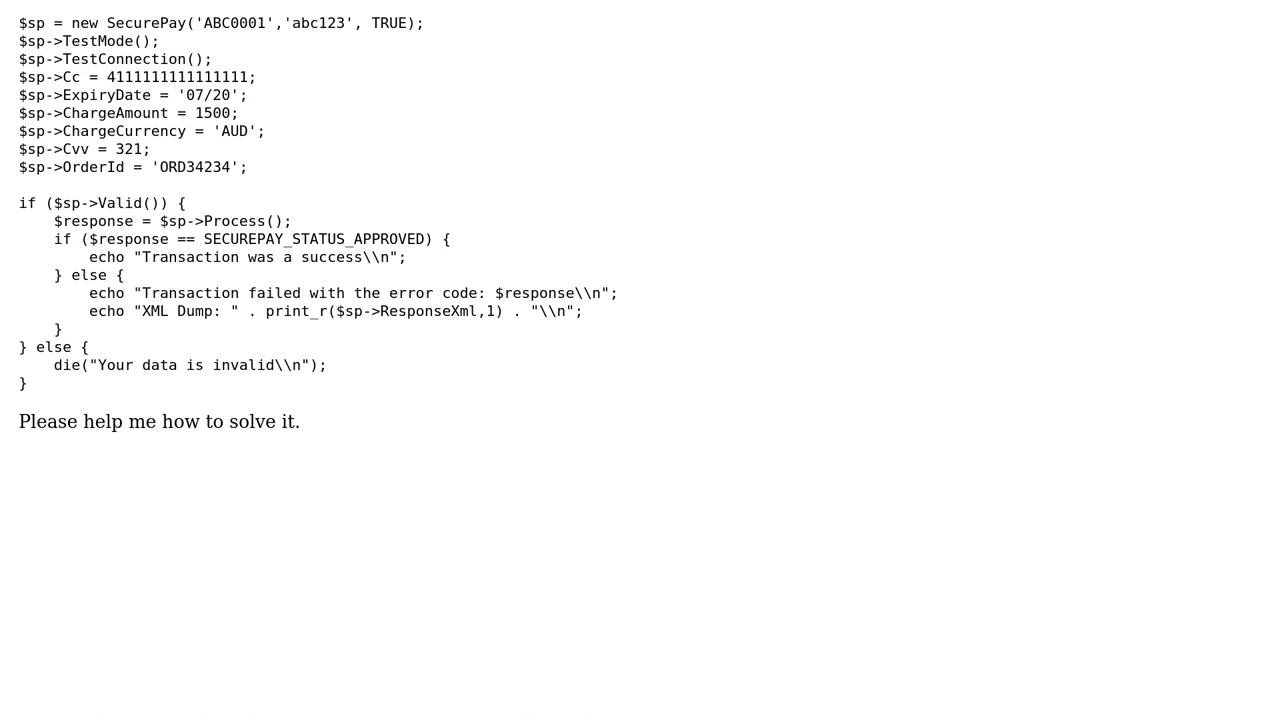 $sp = new SecurePay('ABC0001','abc123', TRUE);
$sp->TestMode();
$sp->TestConnection();
$sp->Cc = 4111111111111111;
$sp->ExpiryDate = '07/20';
$sp->ChargeAmount = 1500;
$sp->ChargeCurrency = 'AUD';
$sp->Cvv = 321;
$sp->OrderId = 'ORD34234';

if ($sp->Valid()) {
    $response = $sp->Process();
    if ($response == SECUREPAY_STATUS_APPROVED) {
        echo "Transaction was a success\\n";
    } else {
        echo "Transaction failed with the error code: $response\\n";
        echo "XML Dump: " . print_r($sp->ResponseXml,1) . "\\n";
    }
} else {
    die("Your data is invalid\\n");
}

Please help me how to solve it.